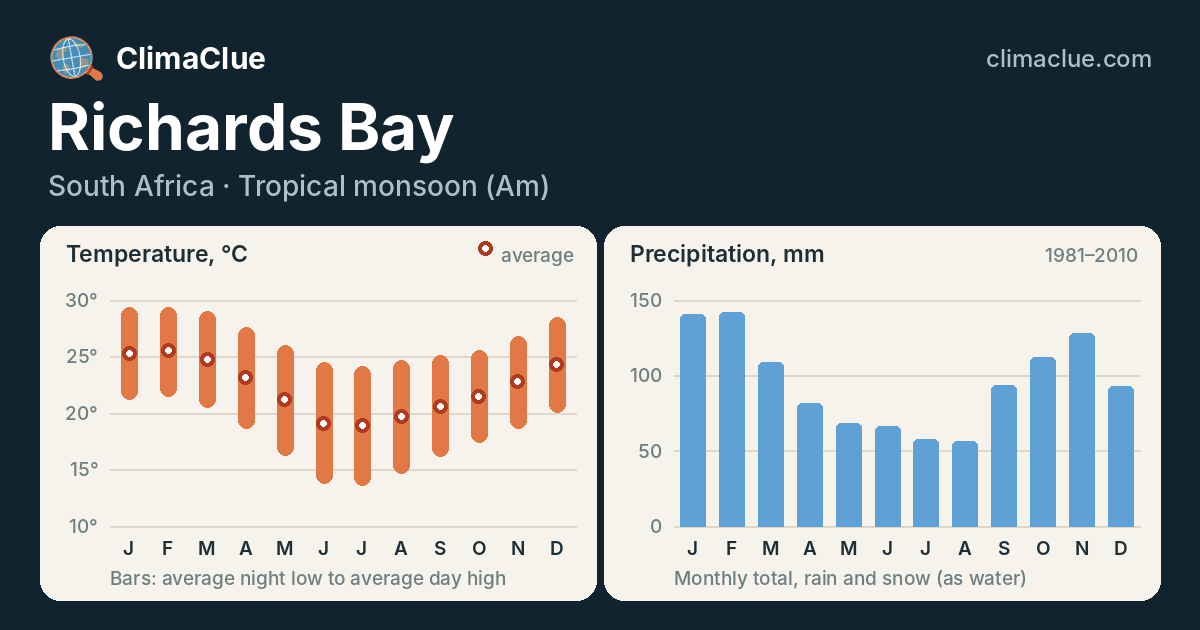 ClimaClue
climaclue.com
Richards Bay
South Africa · Tropical monsoon (Am)
Temperature, °C
average
30°
25°
20°
15°
10°
J F M A M J J A S O N D
Bars: average night low to average day high
Precipitation, mm
1981–2010
150
100
50
0
J F M A M J J A S O N D
Monthly total, rain and snow (as water)